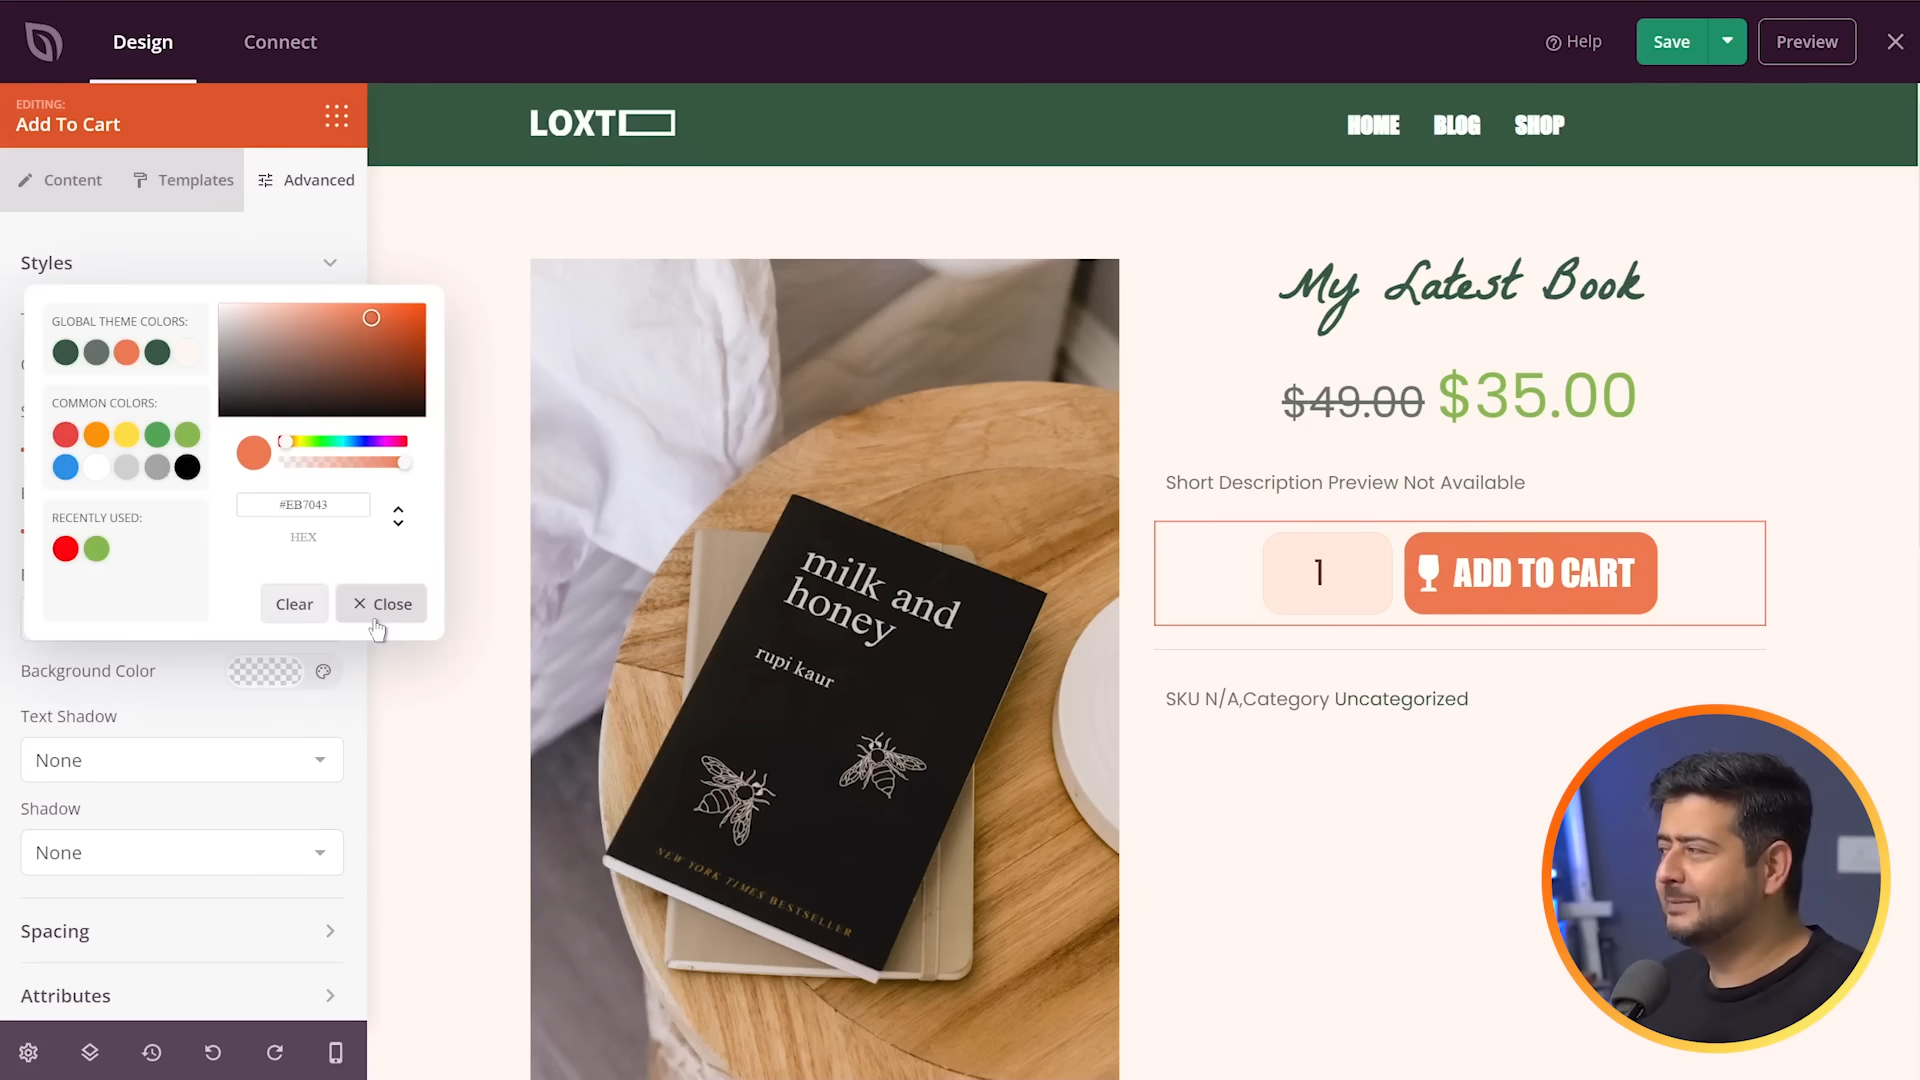 Design
Connect
Help
Save
Preview
EDITING:
Add To Cart
Content
Templates
Advanced
Styles
GLOBAL THEME COLORS:
COMMON COLORS:
RECENTLY USED:
#EB7043
HEX
Clear
Close
Background Color
Text Shadow
None
Shadow
None
Spacing
Attributes
LOXT
HOME
BLOG
SHOP
milk and
honey
rupi kaur
NEW YORK TIMES BESTSELLER
My Latest Book
$49.00 $35.00
Short Description Preview Not Available
1
ADD TO CART
SKU N/A,Category Uncategorized